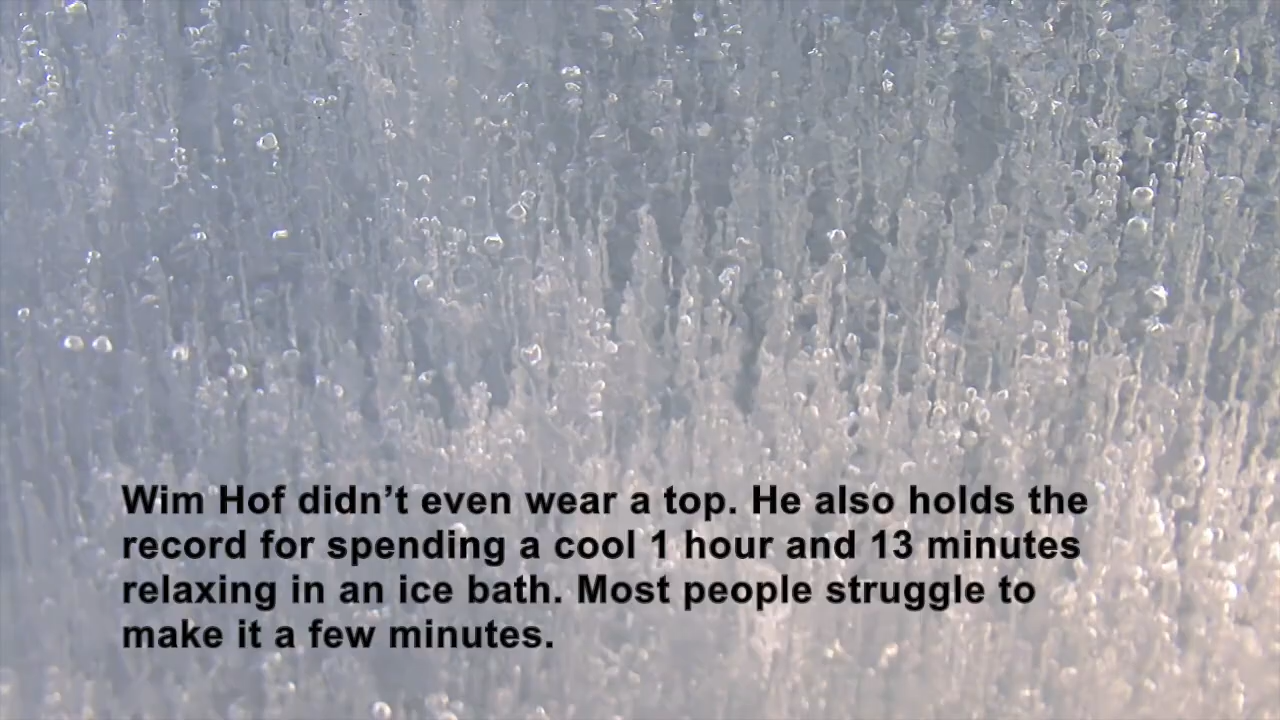 Wim Hof didn’t even wear a top. He also holds the
record for spending a cool 1 hour and 13 minutes
relaxing in an ice bath. Most people struggle to
make it a few minutes.